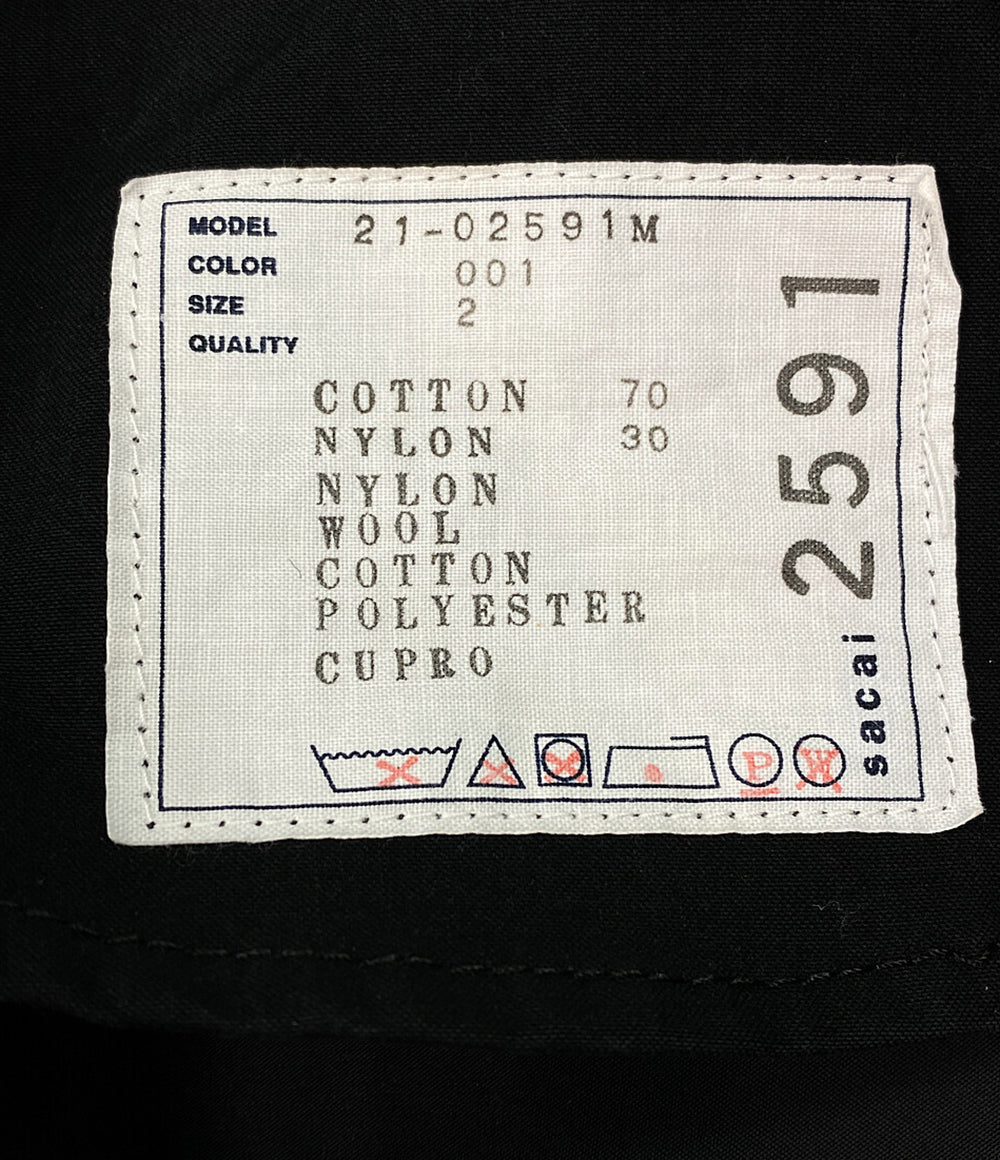 MODEL 21-02591M
COLOR 001
SIZE 2
QUALITY
COTTON 70
NYLON 30
NYLON
WOOL
COTTON
POLYESTER
CUPRO
P W
sacai 2591